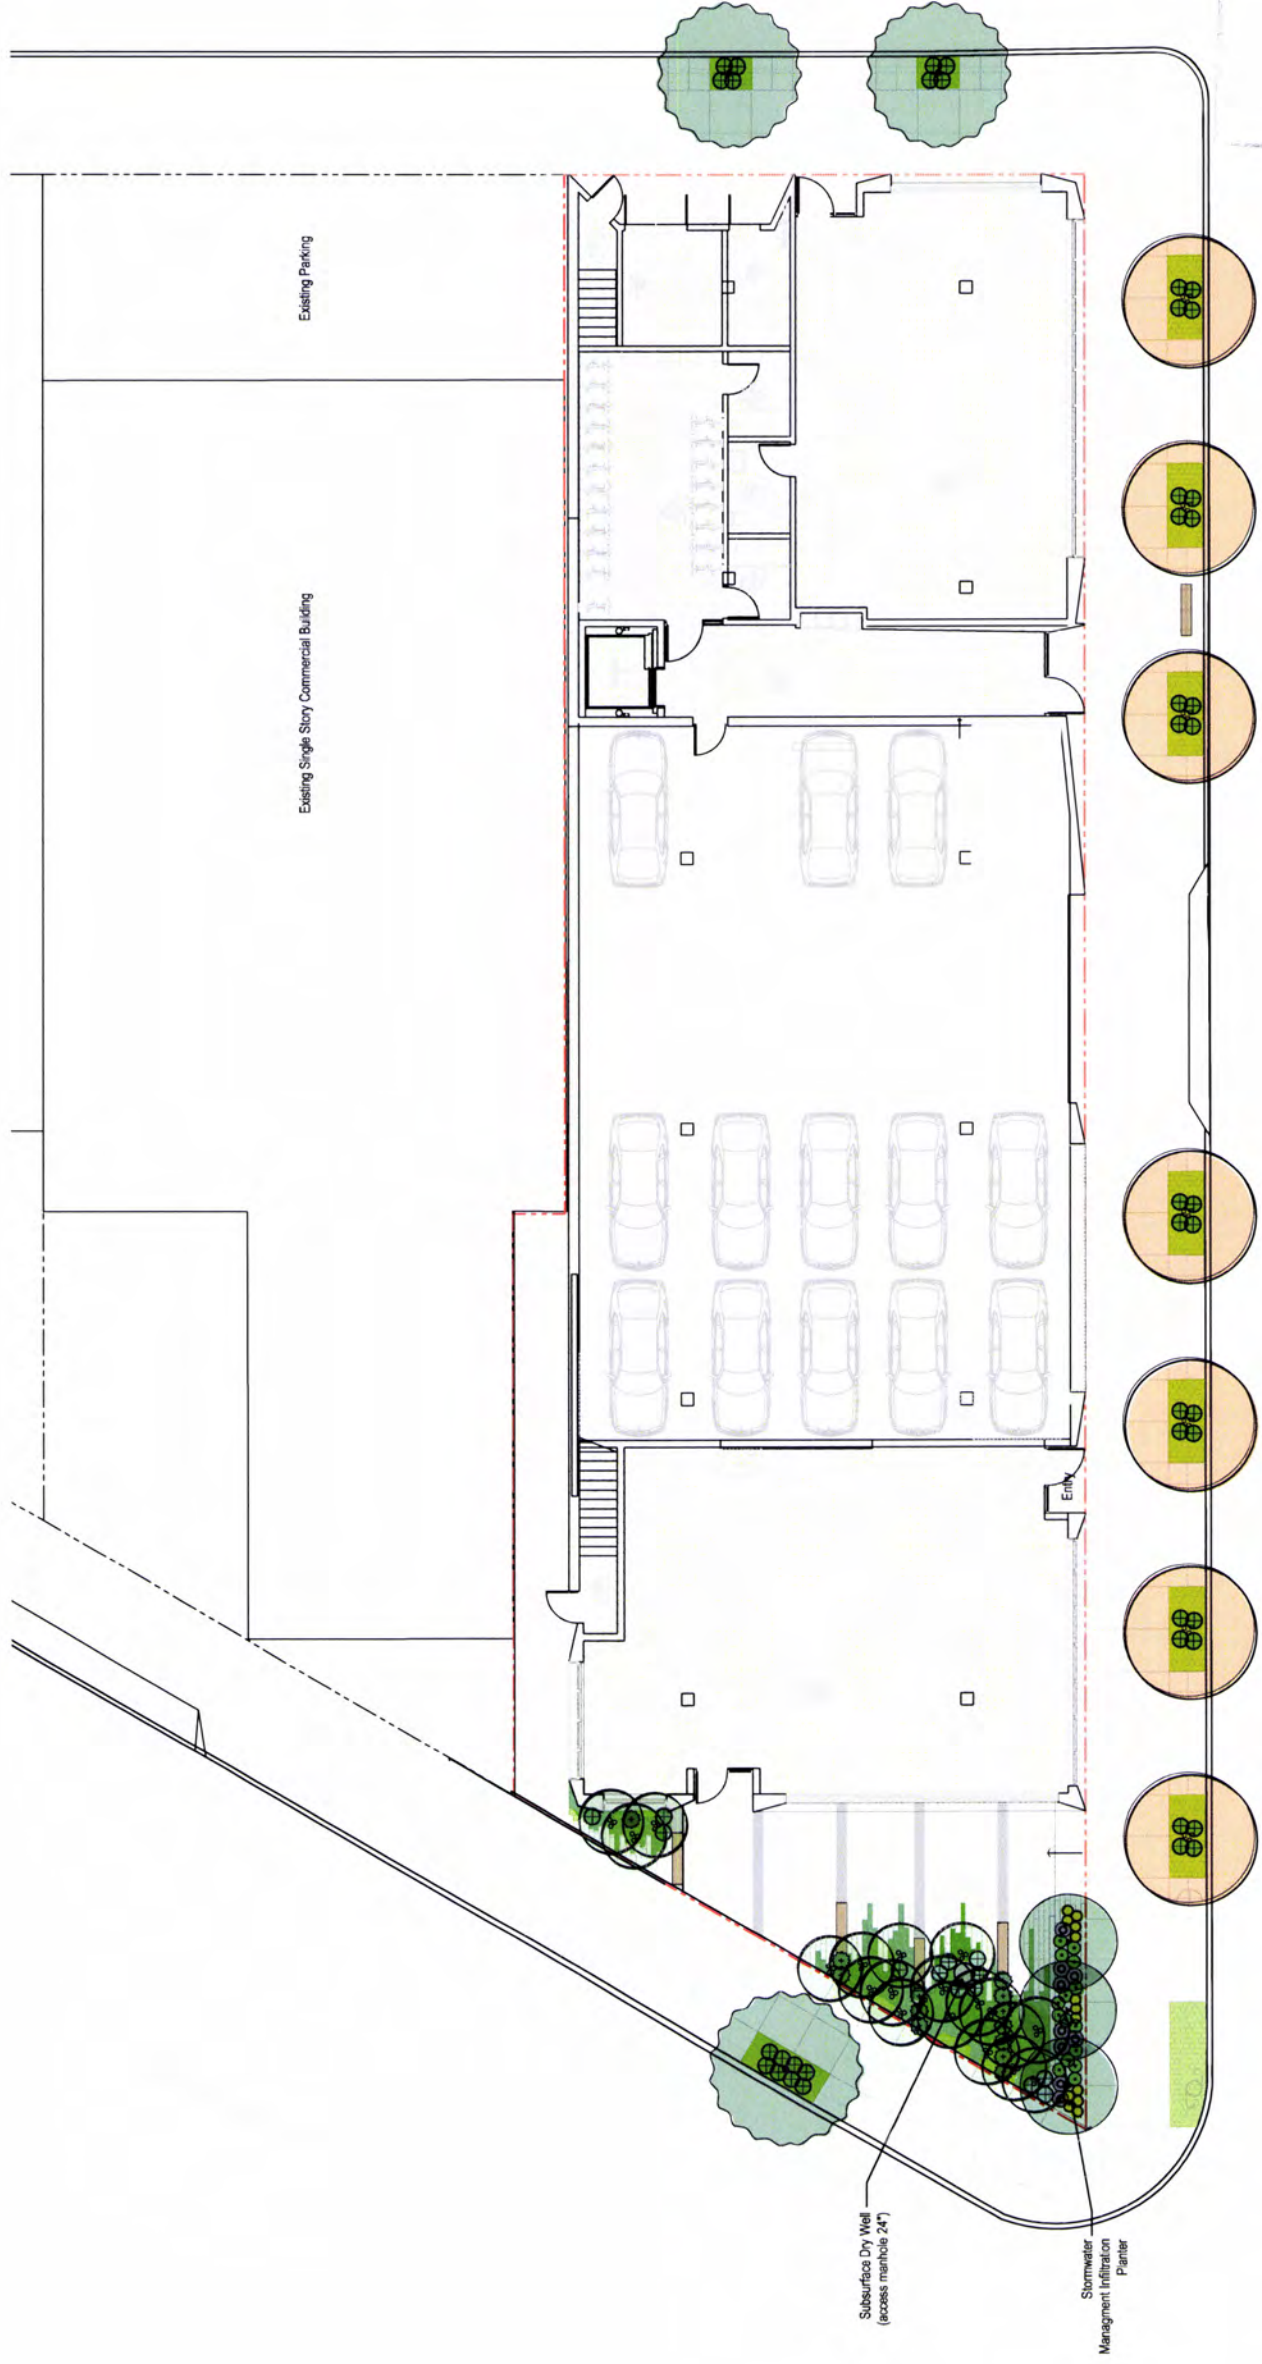 Existing Parking
Existing Single Story Commercial Building
Entry
Subsurface Dry Well
(access manhole 24")
Stormwater
Managment Infiltration
Planter